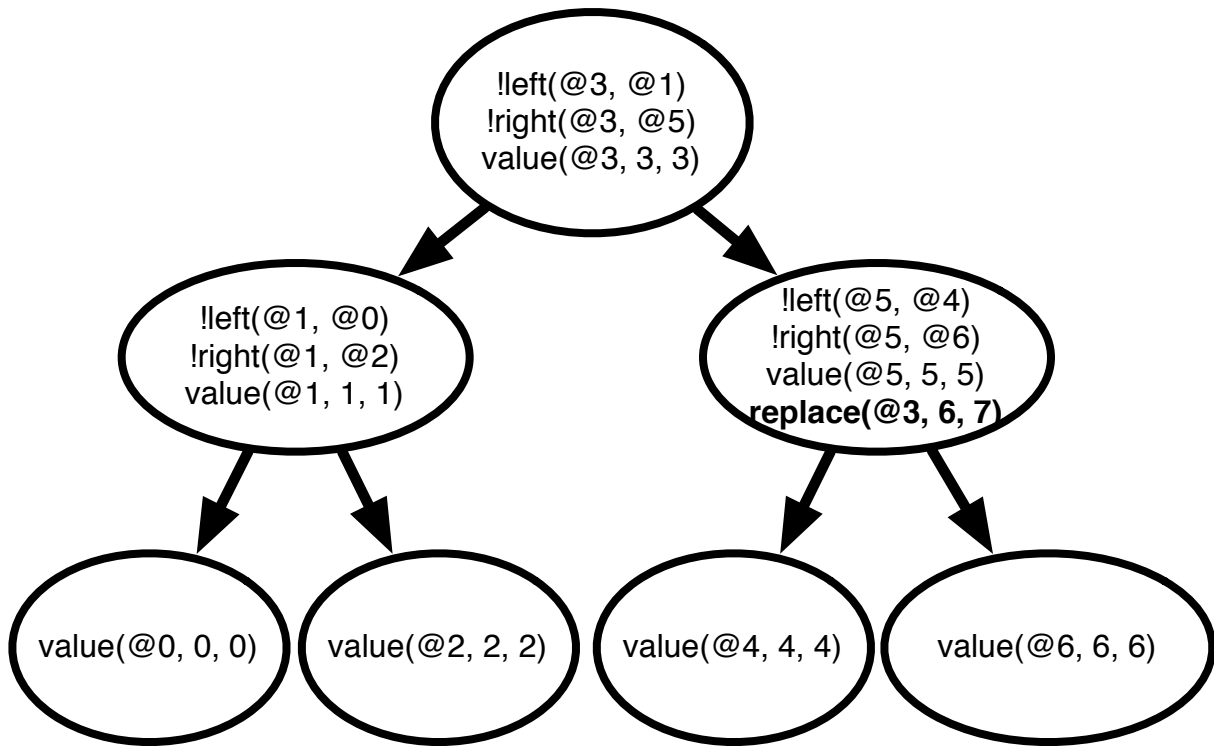 !left(@3, @1)
!right(@3, @5)
value(@3, 3, 3)
!left(@1, @0)
!right(@1, @2)
value(@1, 1, 1)
!left(@5, @4)
!right(@5, @6)
value(@5, 5, 5)
replace(@3, 6, 7)
value(@0, 0, 0)
value(@2, 2, 2)
value(@4, 4, 4)
value(@6, 6, 6)